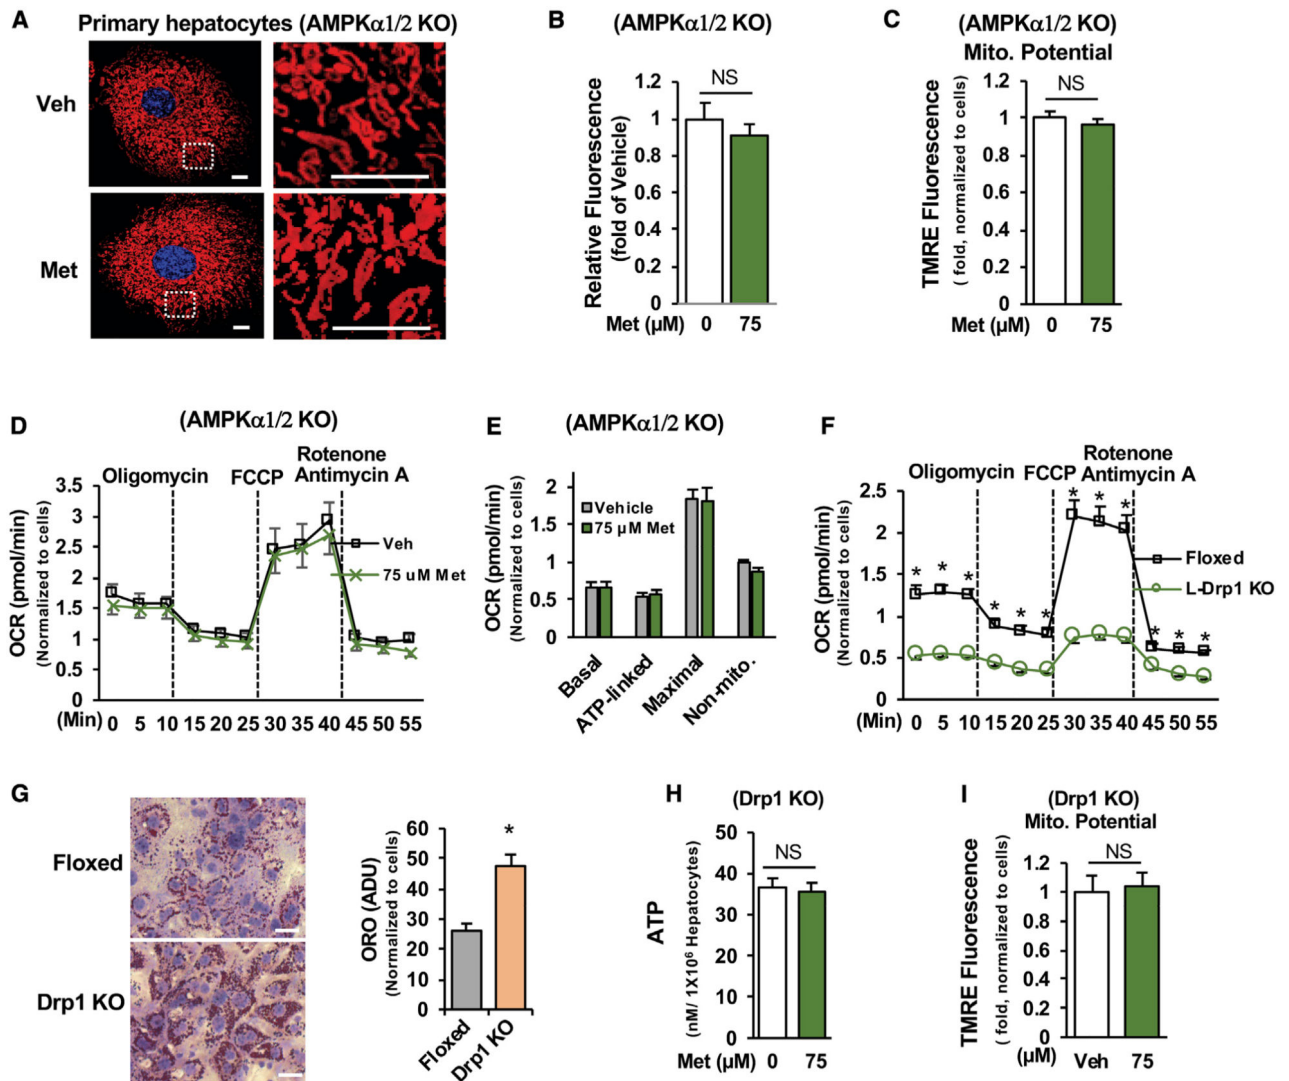 A
Primary hepatocytes (AMPKα1/2 KO)
Veh
Met
B
(AMPKα1/2 KO)
Relative Fluorescence
(fold of Vehicle)
1.2
1
0.8
0.6
0.4
0.2
0
NS
Met (µM) 0 75
C
(AMPKα1/2 KO)
Mito. Potential
TMRE Fluorescence
( fold, normalized to cells)
1.2
1
0.8
0.6
0.4
0.2
0
NS
Met (µM) 0 75
D
(AMPKα1/2 KO)
Oligomycin
FCCP
Rotenone
Antimycin A
OCR (pmol/min)
(Normalized to cells)
3.5
3
2.5
2
1.5
1
0.5
0
Veh
75 uM Met
(Min) 0 5 10 15 20 25 30 35 40 45 50 55
E
(AMPKα1/2 KO)
OCR (pmol/min)
(Normalized to cells)
2
1.5
1
0.5
0
Vehicle
75 µM Met
Basal
ATP-linked
Maximal
Non-mito.
F
Oligomycin
FCCP
Rotenone
Antimycin A
OCR (pmol/min)
(Normalized to cells)
2.5
2
1.5
1
0.5
0
* * * * * * * * * * * *
Floxed
L-Drp1 KO
(Min) 0 5 10 15 20 25 30 35 40 45 50 55
G
Floxed
Drp1 KO
ORO (ADU)
(Normalized to cells)
60
50
40
30
20
10
0
*
Floxed
Drp1 KO
H
(Drp1 KO)
ATP
(nM/ 1X10⁶ Hepatocytes)
50
40
30
20
10
0
NS
Met (µM) 0 75
I
(Drp1 KO)
Mito. Potential
TMRE Fluorescence
( fold, normalized to cells)
1.2
1
0.8
0.6
0.4
0.2
0
NS
(µM) Veh 75